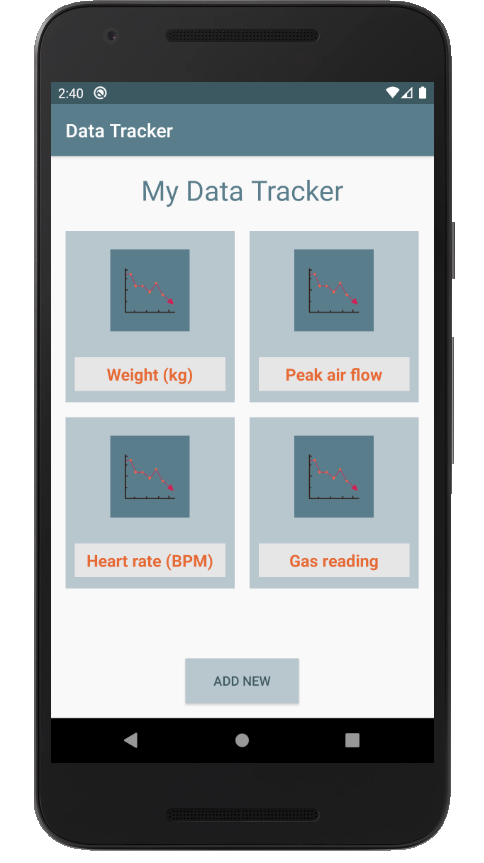 2:40
Data Tracker
My Data Tracker
Weight (kg)
Peak air flow
Heart rate (BPM)
Gas reading
ADD NEW